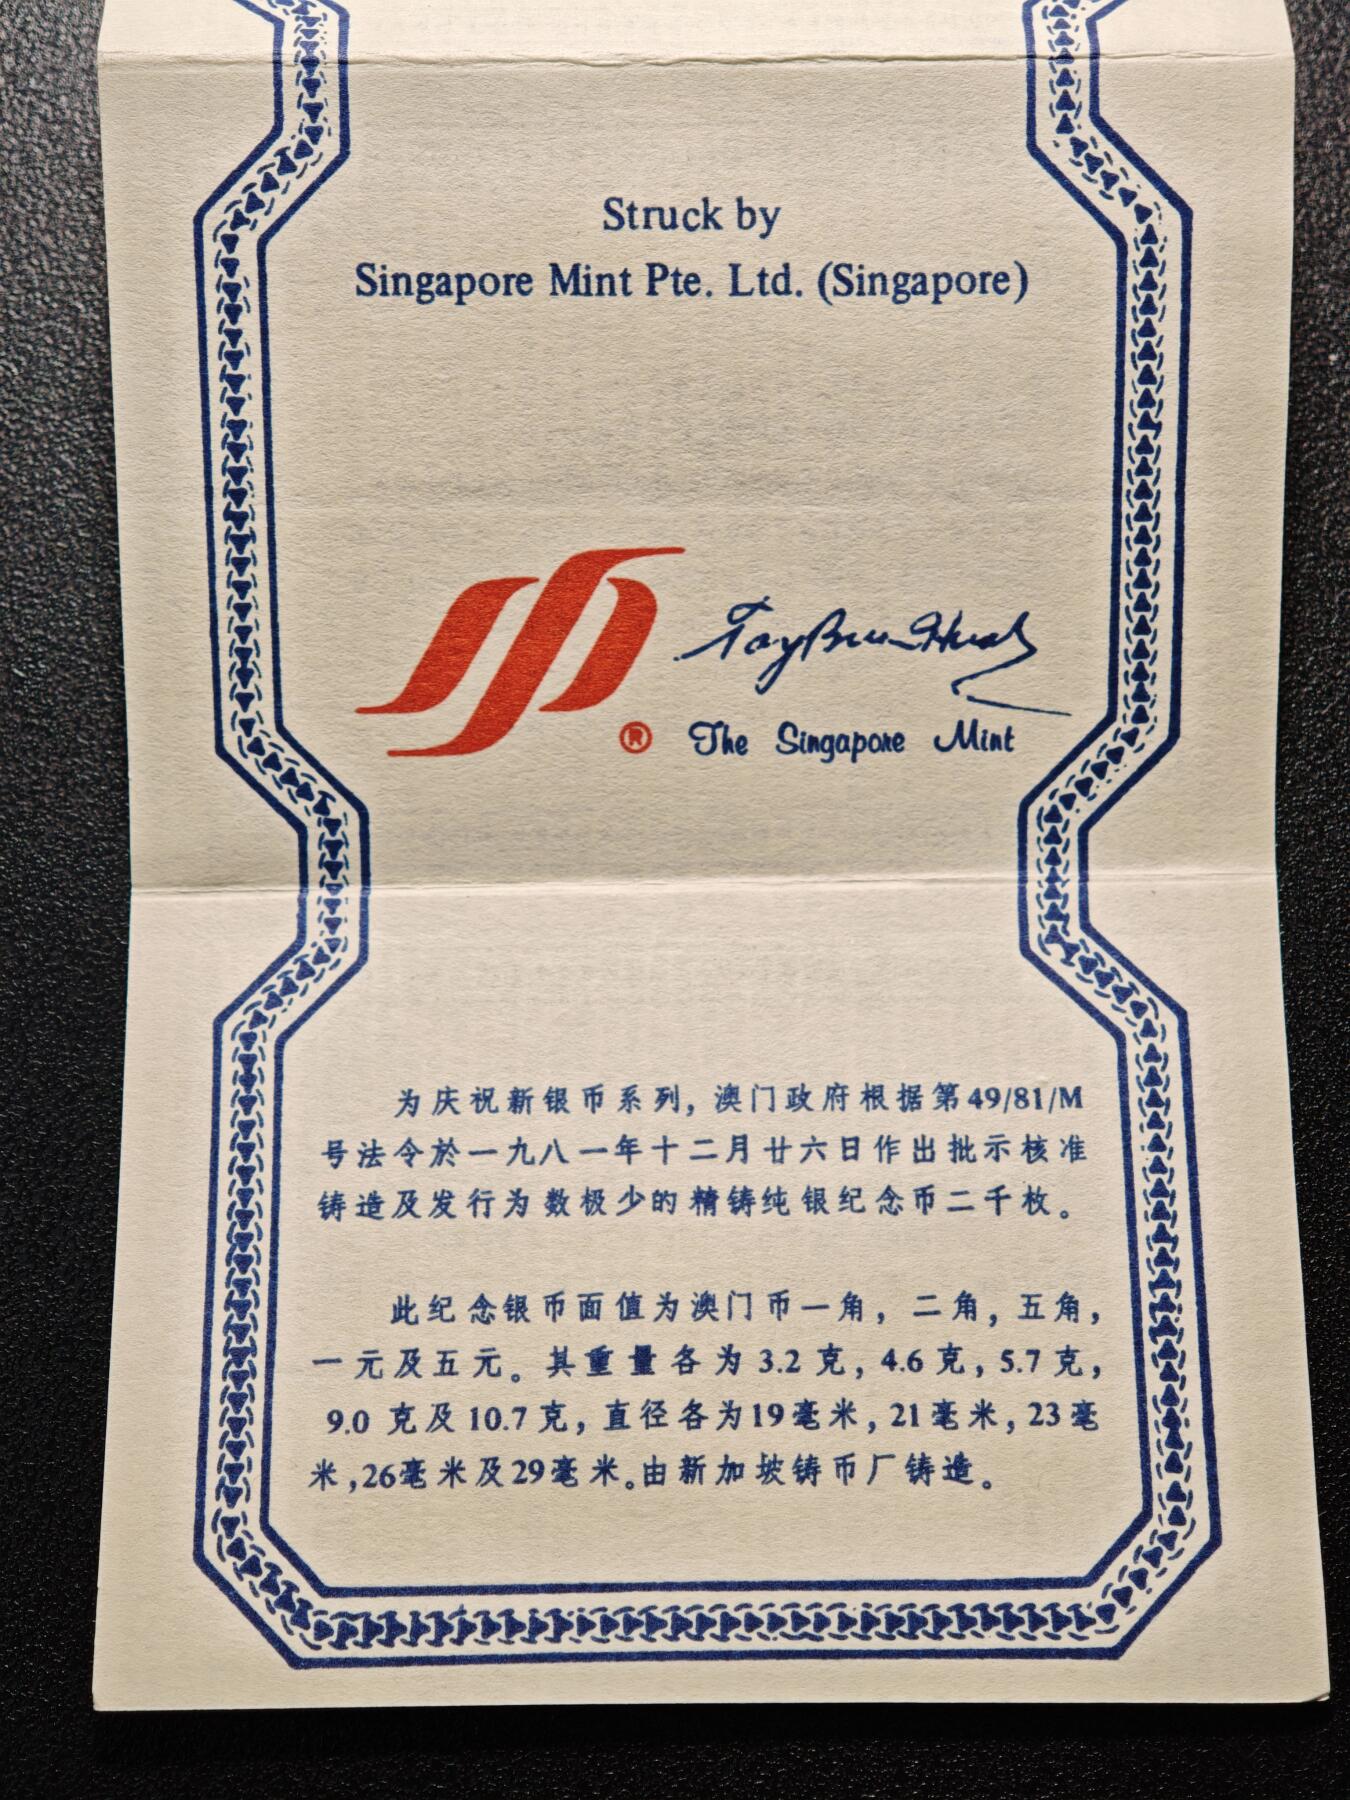 Struck by
Singapore Mint Pte. Ltd. (Singapore)
®
The Singapore Mint
为庆祝新银币系列，澳门政府根据第49/81/M
号法令於一九八一年十二月廿六日作出批示核准
铸造及发行为数极少的精铸纯银纪念币二千枚。
此纪念银币面值为澳门币一角，二角，五角，
一元及五元。其重量各为3.2克，4.6克，5.7克，
9.0克及10.7克，直径各为19毫米，21毫米，23毫
米，26毫米及29毫米。由新加坡铸币厂铸造。